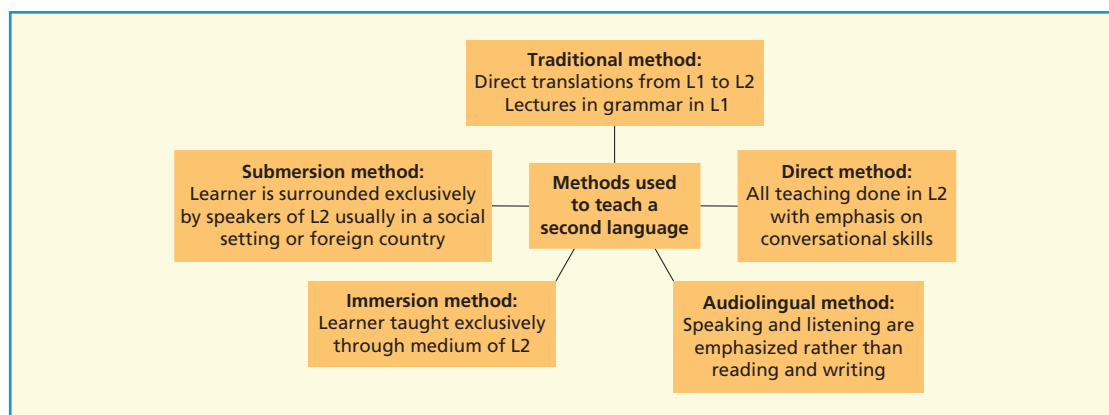 Traditional method:
Direct translations from L1 to L2
Lectures in grammar in L1
Submersion method:
Learner is surrounded exclusively
by speakers of L2 usually in a social
setting or foreign country
Methods used
to teach a
second language
Direct method:
All teaching done in L2
with emphasis on
conversational skills
Immersion method:
Learner taught exclusively
through medium of L2
Audiolingual method:
Speaking and listening are
emphasized rather than
reading and writing